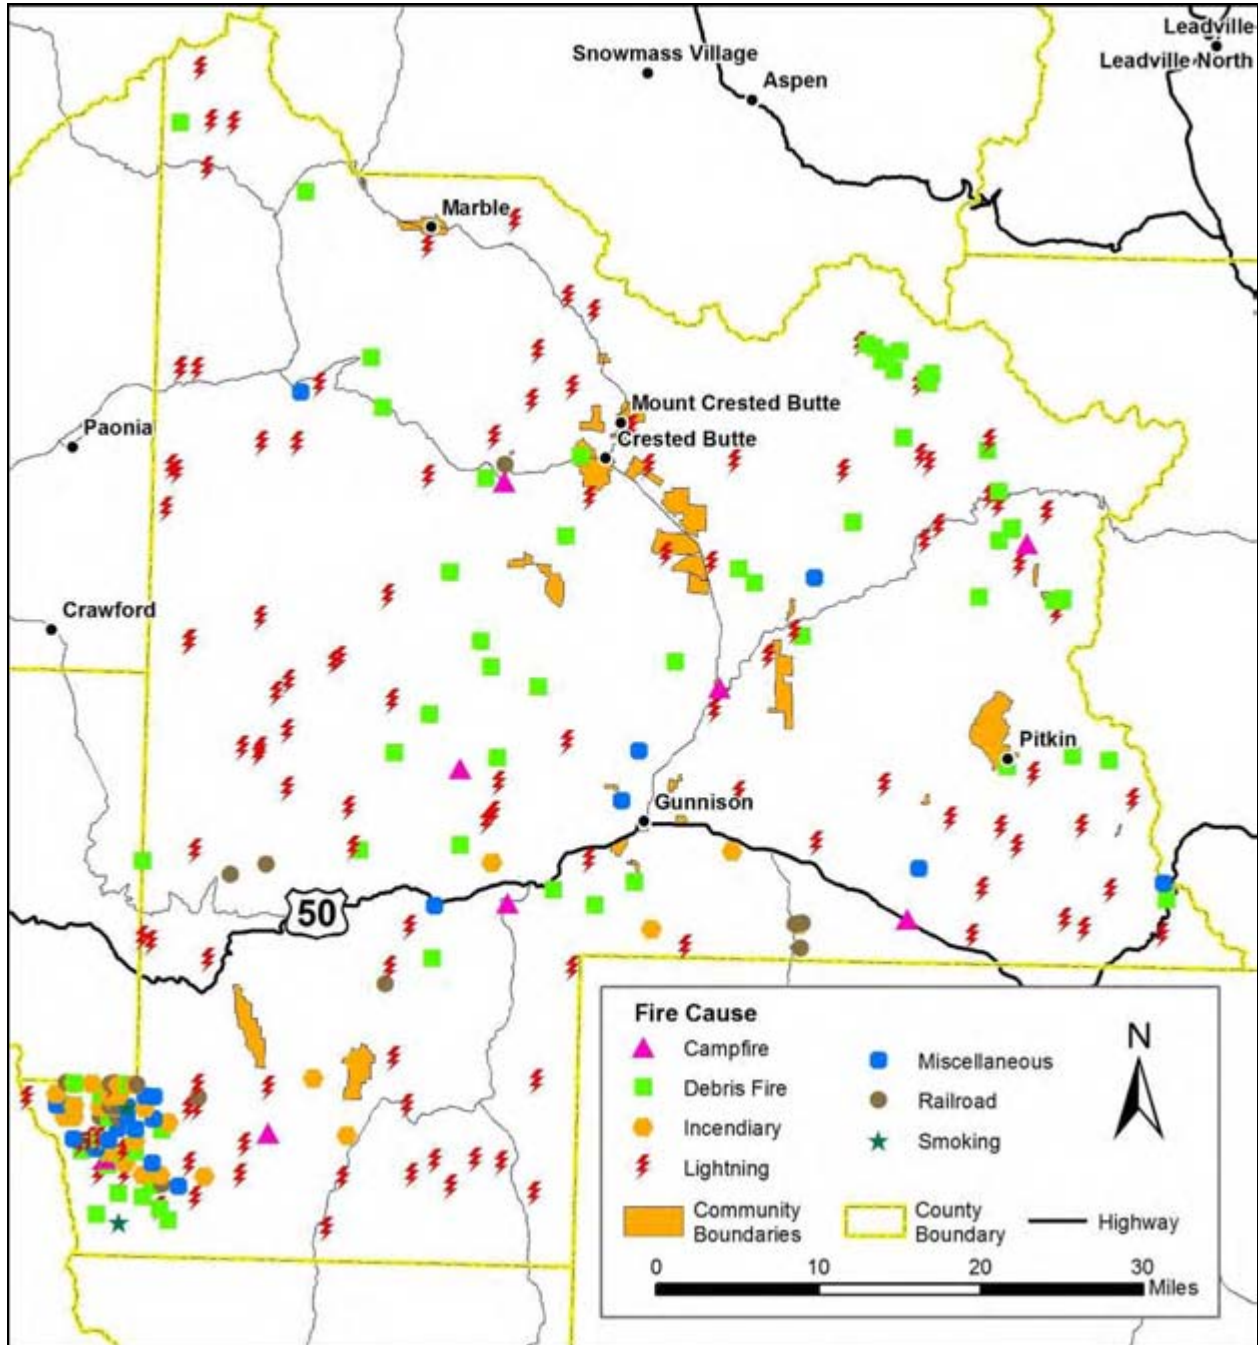 Leadville
Leadville North
Snowmass Village
Aspen
Marble
Mount Crested Butte
Crested Butte
Paonia
Crawford
Pitkin
Gunnison
50
Fire Cause
Campfire
Debris Fire
Incendiary
Lightning
Miscellaneous
Railroad
Smoking
N
Community
Boundaries
County
Boundary
Highway
0 10 20 30
Miles